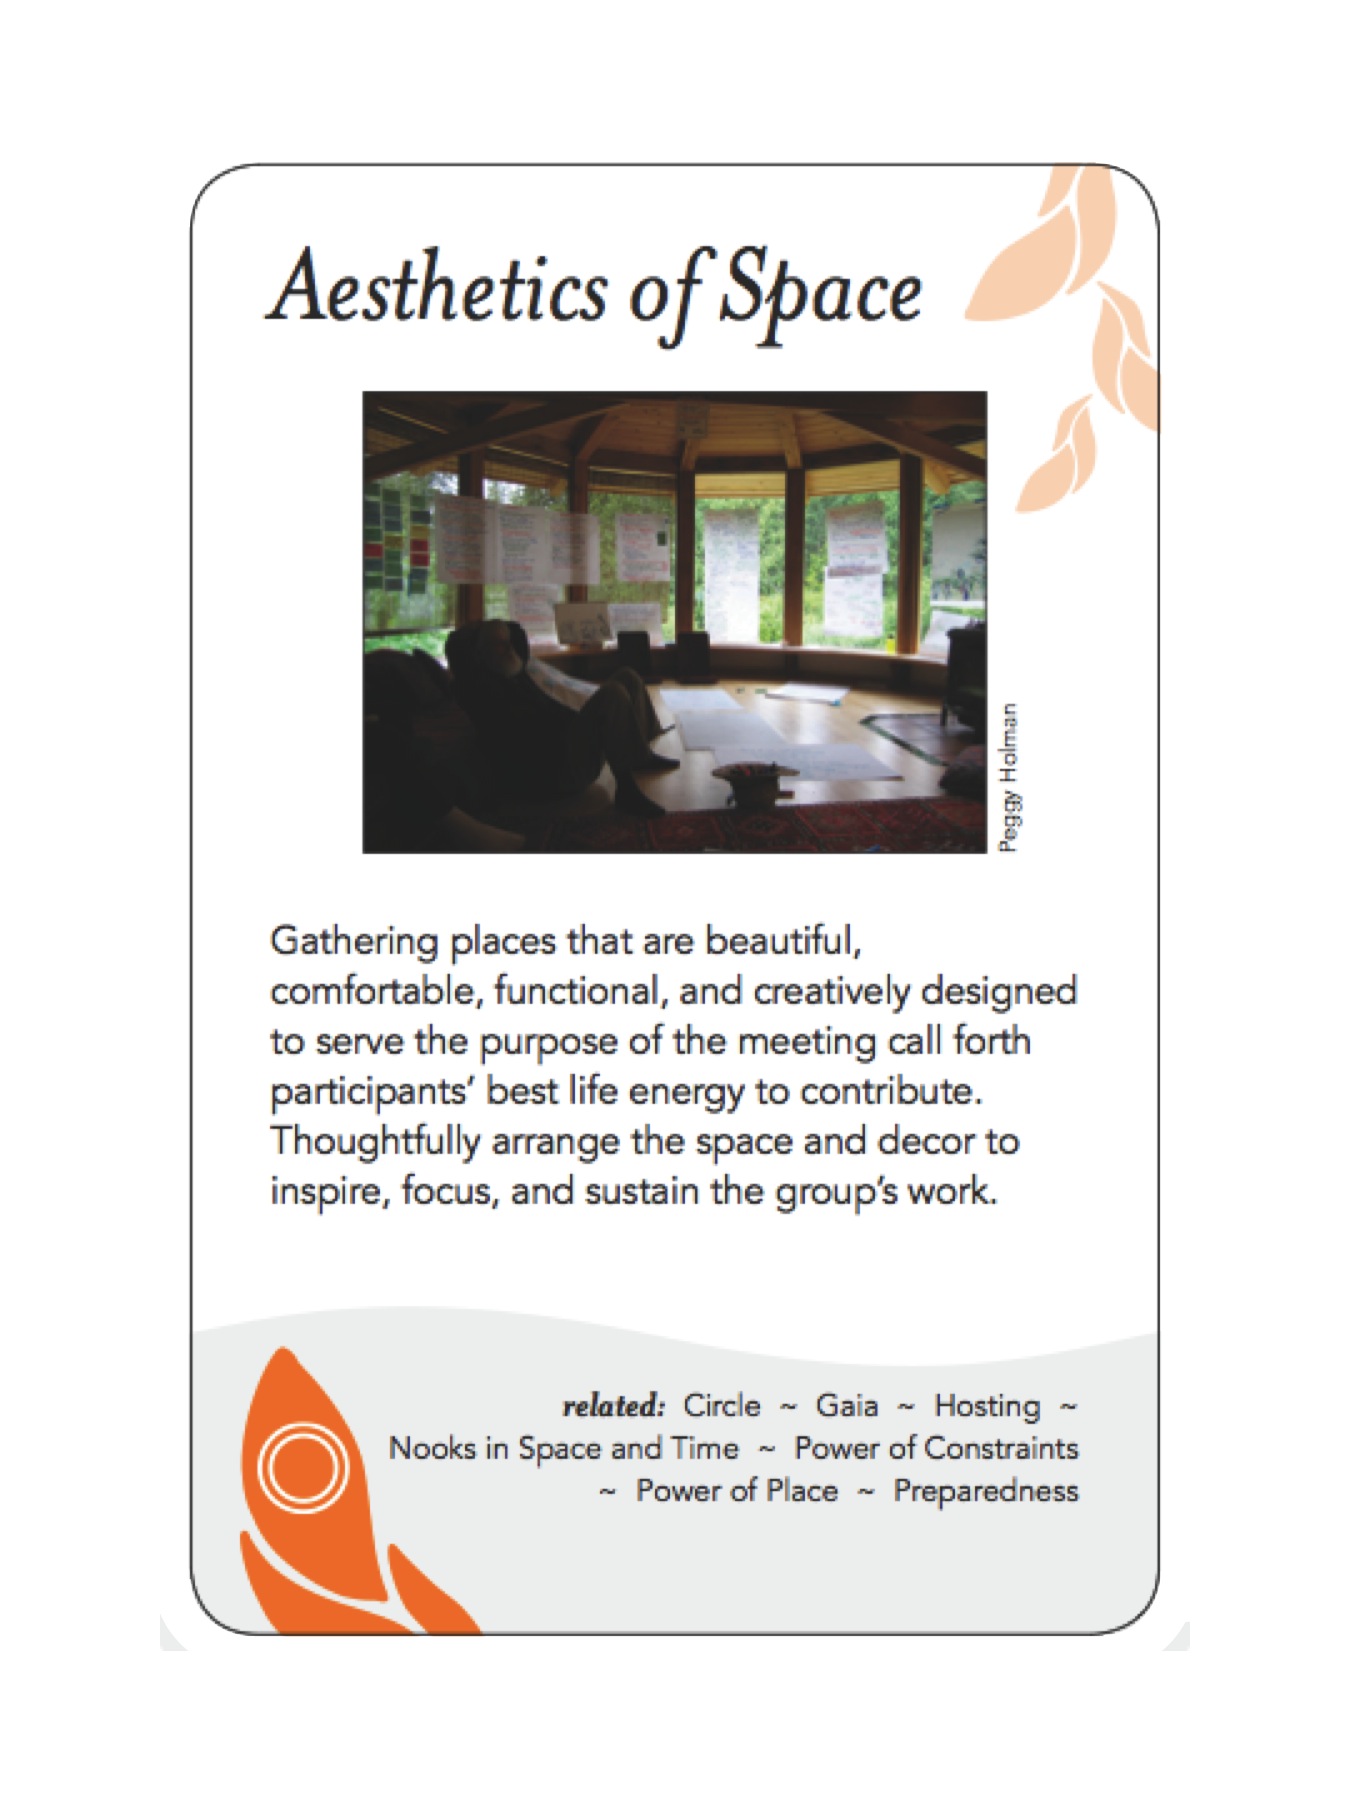 Aesthetics of Space
Peggy Holman
Gathering places that are beautiful,
comfortable, functional, and creatively designed
to serve the purpose of the meeting call forth
participants’ best life energy to contribute.
Thoughtfully arrange the space and decor to
inspire, focus, and sustain the group’s work.
related: Circle ~ Gaia ~ Hosting ~
Nooks in Space and Time ~ Power of Constraints
~ Power of Place ~ Preparedness